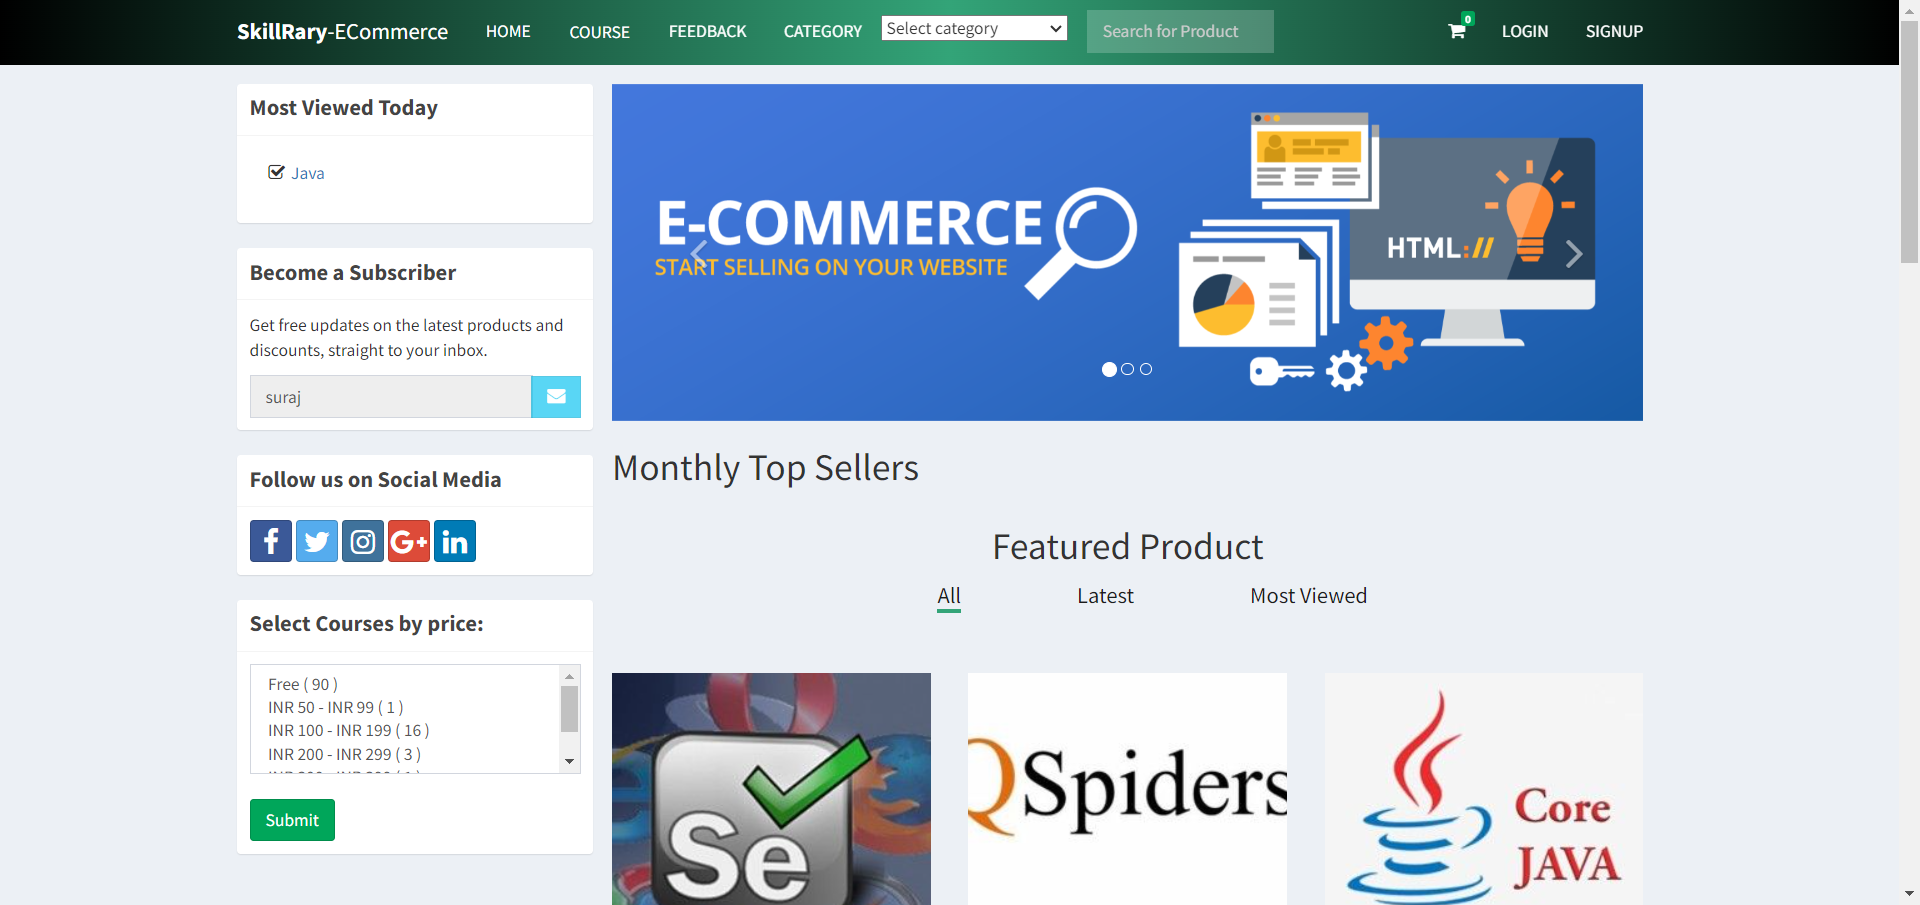 SkillRary-ECommerce HOME COURSE FEEDBACK CATEGORY Select category Search for Product 0 LOGIN SIGNUP
Most Viewed Today
Java
Become a Subscriber
Get free updates on the latest products and
discounts, straight to your inbox.
suraj
Follow us on Social Media
f G+ in
Select Courses by price:
Free ( 90 )
INR 50 - INR 99 ( 1 )
INR 100 - INR 199 ( 16 )
INR 200 - INR 299 ( 3 )
Submit
E-COMMERCE
START SELLING ON YOUR WEBSITE
HTML://
Monthly Top Sellers
Featured Product
All Latest Most Viewed
Se
QSpiders
Core
JAVA